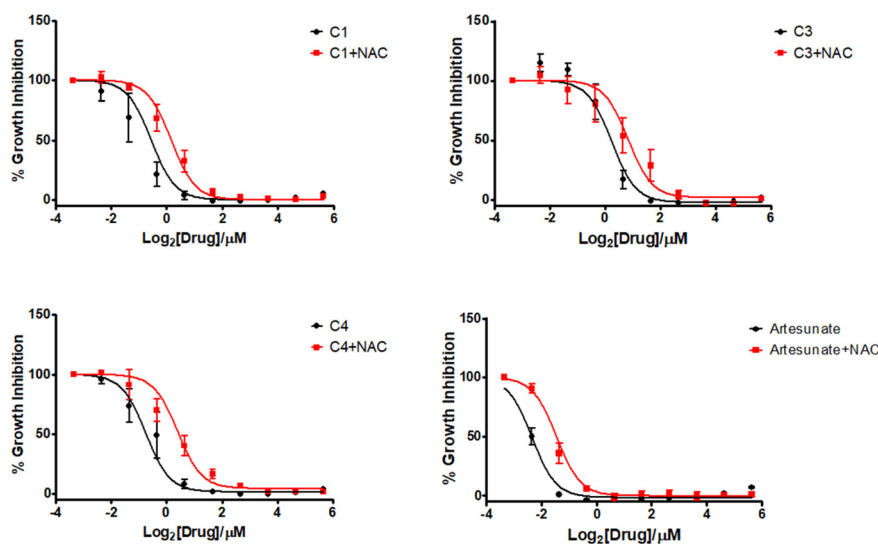 150
100
50
0
% Growth Inhibition
C1
C1+NAC
-4 -2 0 2 4 6
Log2[Drug]/µM
150
100
50
0
% Growth Inhibition
C3
C3+NAC
-4 -2 0 2 4 6
Log2[Drug]/µM
150
100
50
0
% Growth Inhibition
C4
C4+NAC
-4 -2 0 2 4 6
Log2[Drug]/µM
150
100
50
0
% Growth Inhibition
Artesunate
Artesunate+NAC
-4 -2 0 2 4 6
Log2[Drug]/µM